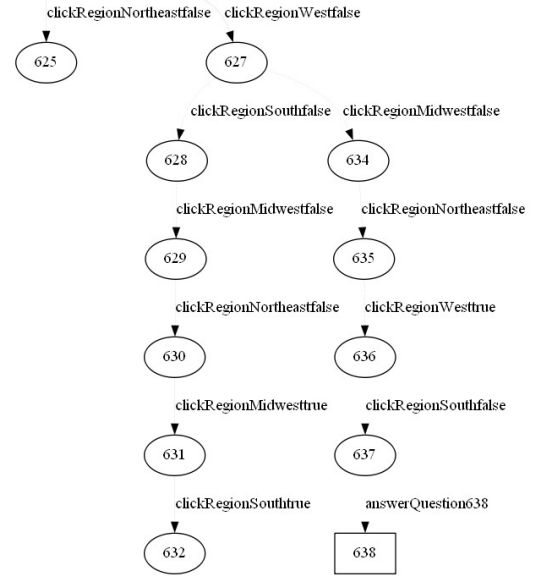 clickRegionNortheastfalse clickRegionWestfalse
625 627
clickRegionSouthfalse clickRegionMidwestfalse
628 634
clickRegionMidwestfalse clickRegionNortheastfalse
629 635
clickRegionNortheastfalse clickRegionWesttrue
630 636
clickRegionMidwesttrue clickRegionSouthfalse
631 637
clickRegionSouthtrue answerQuestion638
632 638